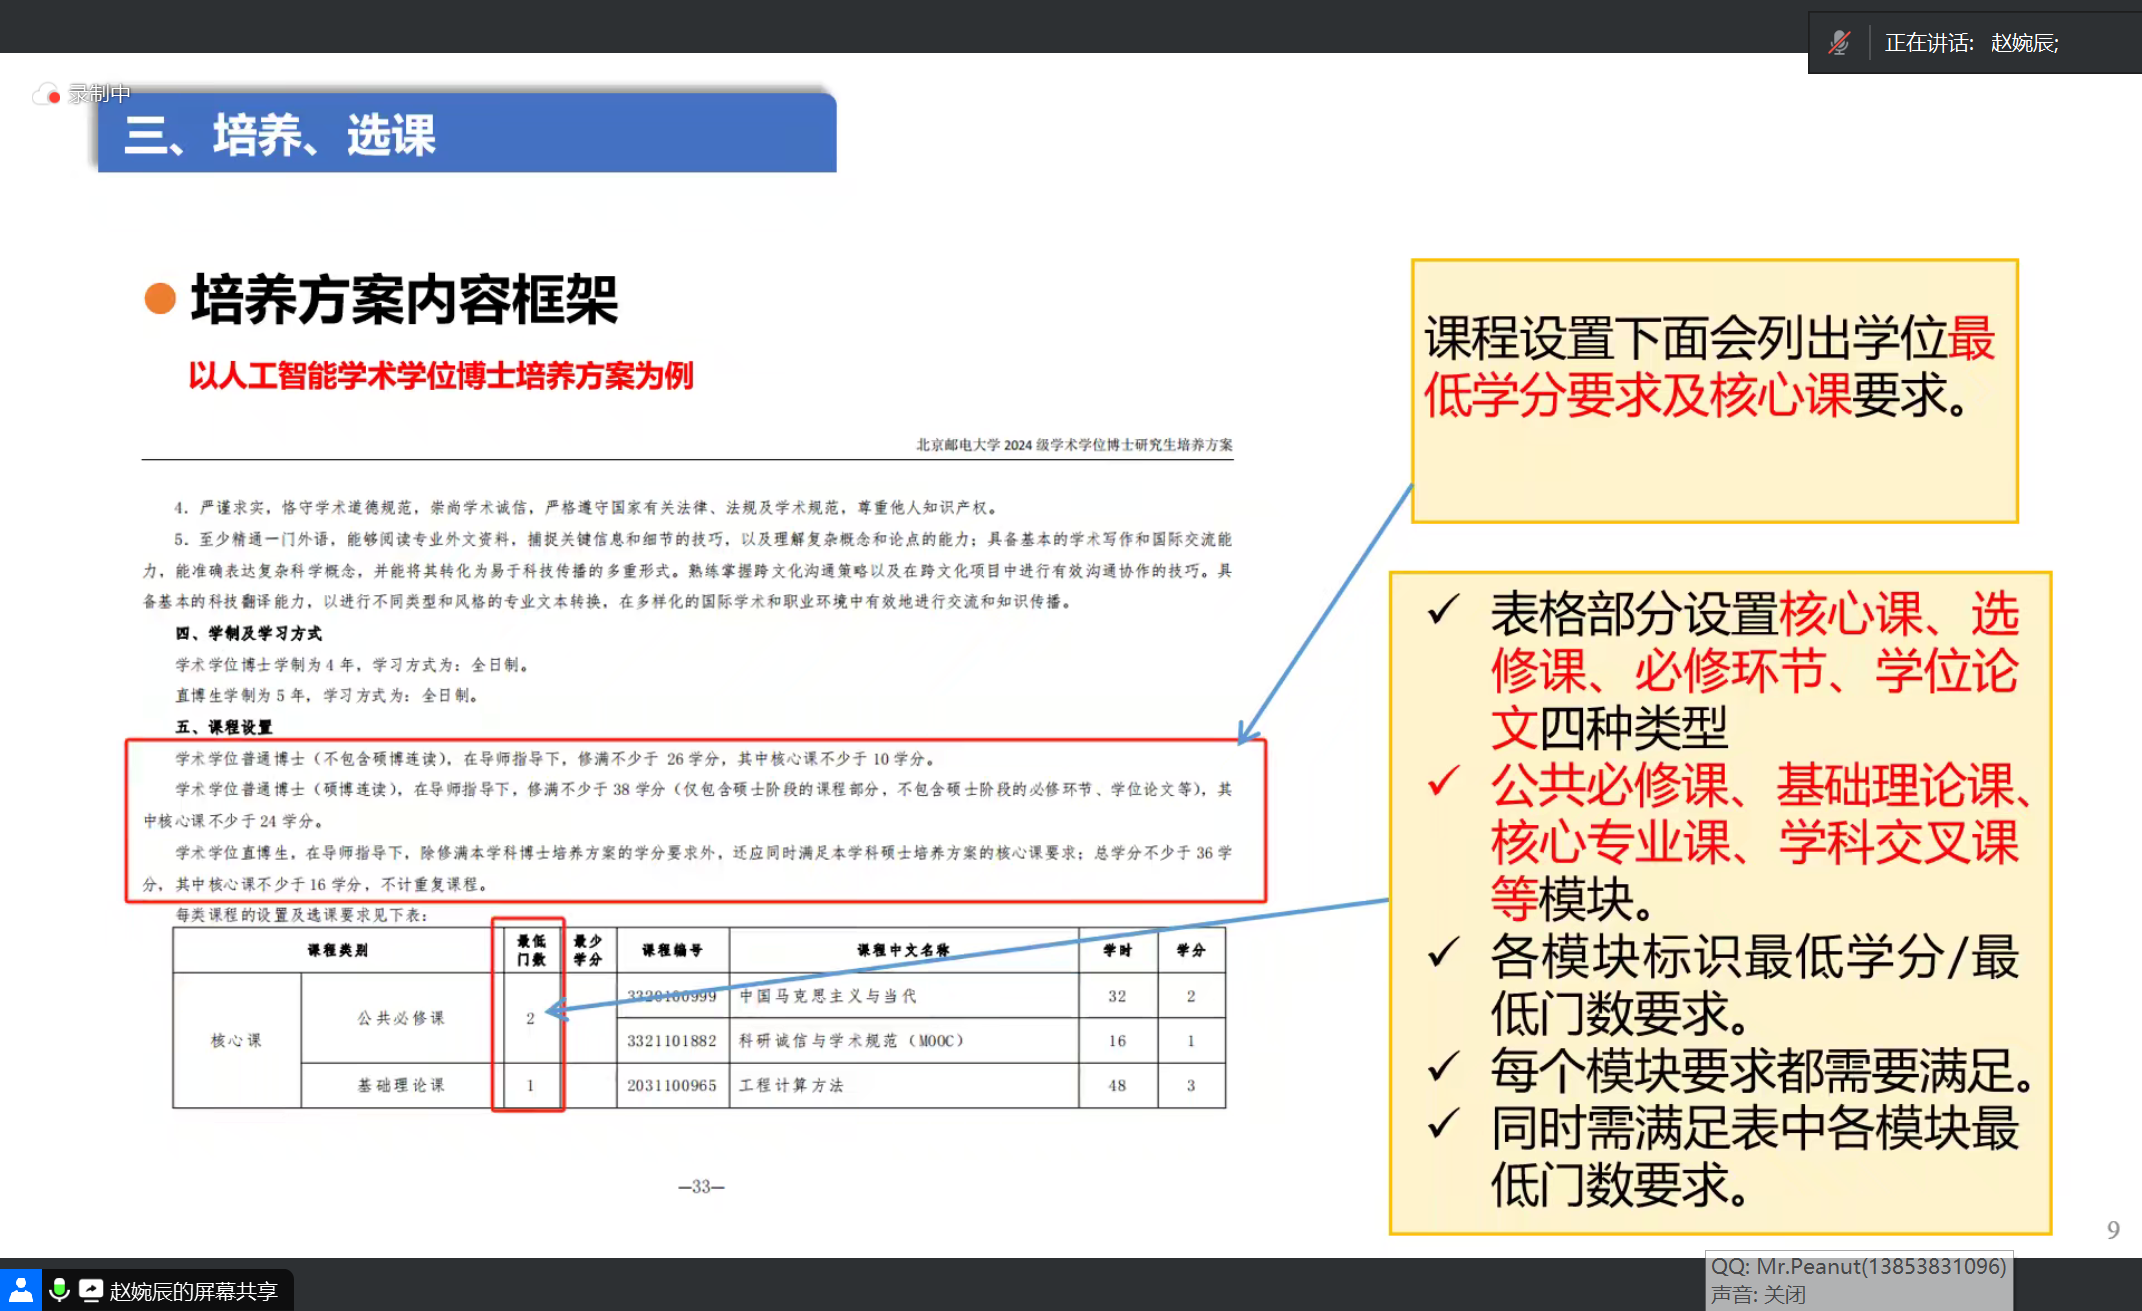 正在讲话: 赵婉辰;
录制中
三、培养、选课
培养方案内容框架
以人工智能学术学位博士培养方案为例
北京邮电大学 2024 级学术学位博士研究生培养方案
4. 严谨求实，恪守学术道德规范，崇尚学术诚信，严格遵守国家有关法律、法规及学术规范，尊重他人知识产权。
5. 至少精通一门外语，能够阅读专业外文资料，捕捉关键信息和细节的技巧，以及理解复杂概念和论点的能力；具备基本的学术写作和国际交流能
力，能准确表达复杂科学概念，并能将其转化为易于科技传播的多重形式。熟练掌握跨文化沟通策略以及在跨文化项目中进行有效沟通协作的技巧。具
备基本的科技翻译能力，以进行不同类型和风格的专业文本转换，在多样化的国际学术和职业环境中有效地进行交流和知识传播。
四、学制及学习方式
学术学位博士学制为 4 年，学习方式为：全日制。
直博生学制为 5 年，学习方式为：全日制。
五、课程设置
学术学位普通博士（不包含硕博连读），在导师指导下，修满不少于 26 学分，其中核心课不少于 10 学分。
学术学位普通博士（硕博连读），在导师指导下，修满不少于 38 学分（仅包含硕士阶段的课程部分，不包含硕士阶段的必修环节、学位论文等），其
中核心课不少于 24 学分。
学术学位直博生，在导师指导下，除修满本学科博士培养方案的学分要求外，还应同时满足本学科硕士培养方案的核心课要求；总学分不少于 36 学
分，其中核心课不少于 16 学分，不计重复课程。
每类课程的设置及选课要求见下表：
课程类别 最低门数 最少学分 课程编号 课程中文名称 学时 学分
核心课 公共必修课 2 3320100999 中国马克思主义与当代 32 2
3321101882 科研诚信与学术规范（MOOC） 16 1
基础理论课 1 2031100965 工程计算方法 48 3
—33—
课程设置下面会列出学位最
低学分要求及核心课要求。
✓ 表格部分设置核心课、选
修课、必修环节、学位论
文四种类型
✓ 公共必修课、基础理论课、
核心专业课、学科交叉课
等模块。
✓ 各模块标识最低学分/最
低门数要求。
✓ 每个模块要求都需要满足。
✓ 同时需满足表中各模块最
低门数要求。
9
赵婉辰的屏幕共享
QQ: Mr.Peanut(13853831096)
声音: 关闭